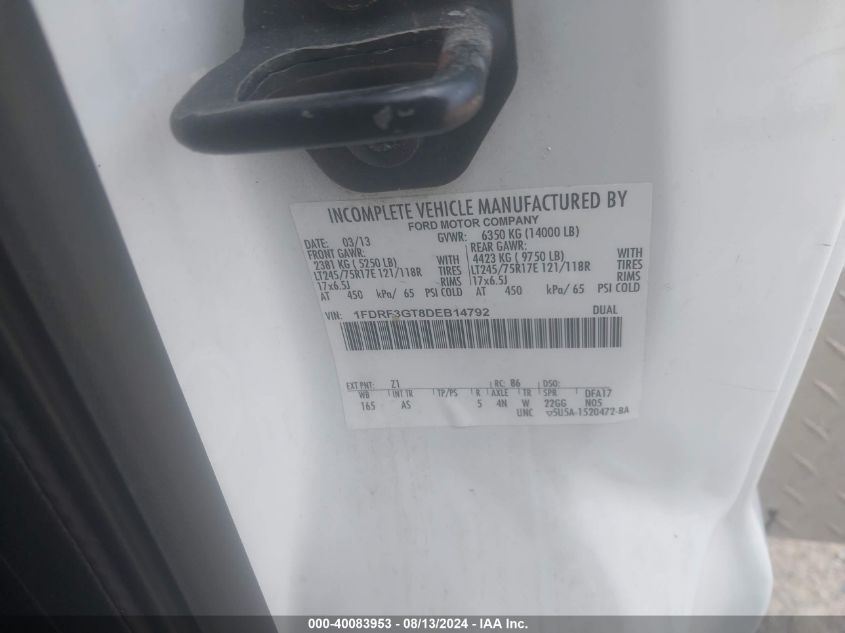 INCOMPLETE VEHICLE MANUFACTURED BY
FORD MOTOR COMPANY
DATE: 03/13 GVWR: 6350 KG (14000 LB)
FRONT GAWR: REAR GAWR:
2381 KG (5250 LB) WITH 4423 KG (9750 LB) WITH
LT245/75R17E 121/118R TIRES LT245/75R17E 121/118R TIRES
17x6.5J RIMS 17x6.5J RIMS
AT 450 kPa/ 65 PSI COLD AT 450 kPa/ 65 PSI COLD
VIN: 1FDRF3GT8DEB14792 DUAL
EXT PNT: Z1 RC: 86 DSO:
WB INT TR TP/PS R AXLE TR SPR DFA17
165 AS 5 4N W 22GG N05
UNC ▽5U5A-1520472-BA
000-40083953 - 08/13/2024 - IAA Inc.